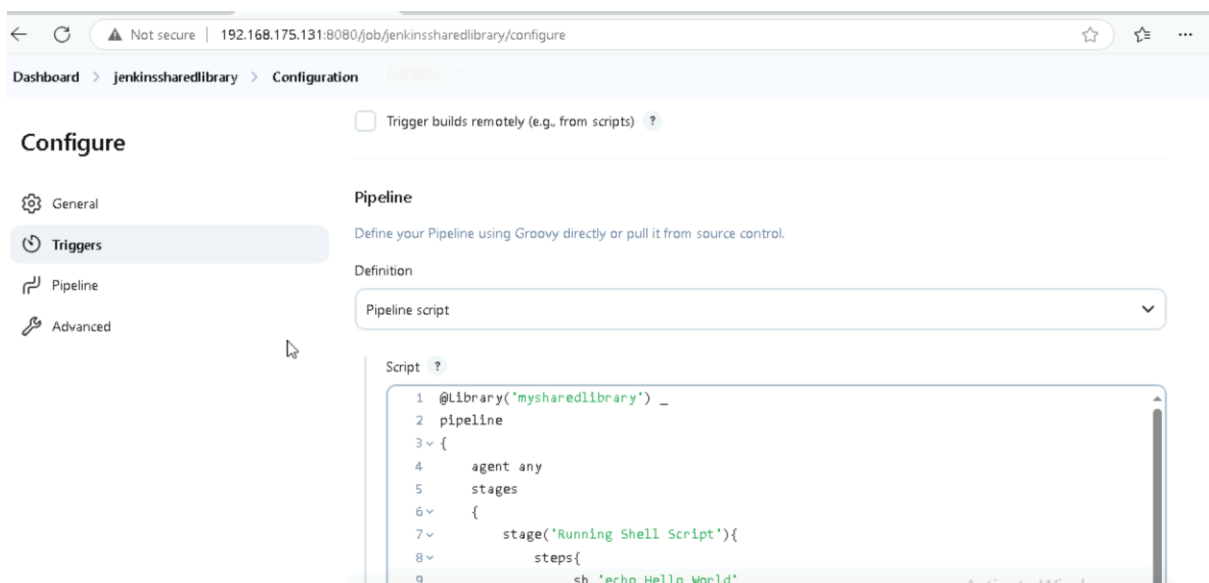 Not secure | 192.168.175.131:8080/job/jenkinssharedlibrary/configure
Dashboard > jenkinssharedlibrary > Configuration
Trigger builds remotely (e.g., from scripts) ?
Configure
General
Triggers
Pipeline
Advanced
Pipeline
Define your Pipeline using Groovy directly or pull it from source control.
Definition
Pipeline script
Script ?
1 @Library('mysharedlibrary') _
2 pipeline
3 {
4 agent any
5 stages
6 {
7 stage('Running Shell Script'){
8 steps{
9 sh 'echo Hello World'